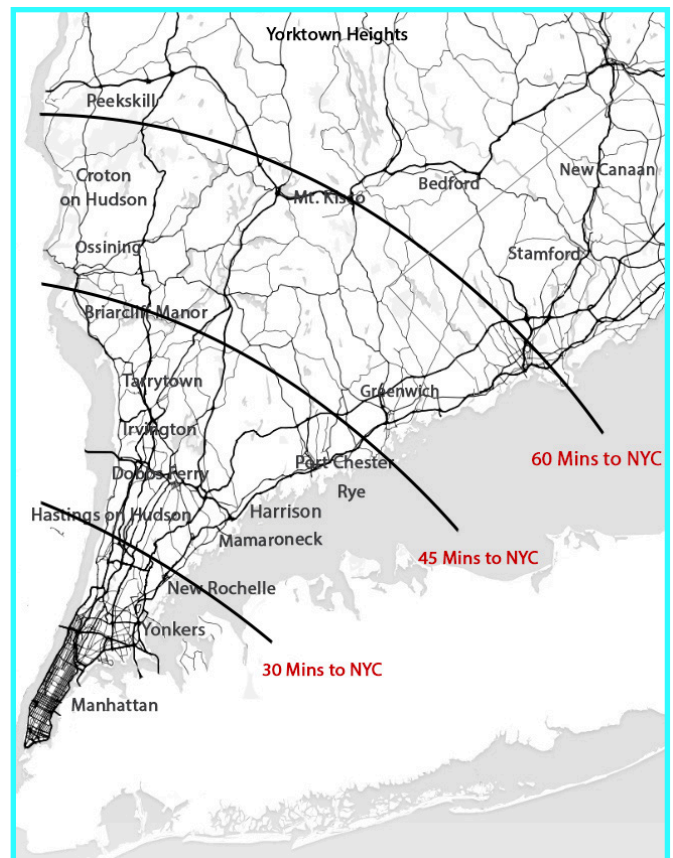 Yorktown Heights
Peekskill
Croton
on Hudson
New Canaan
Bedford
Mt. Kisco
Ossining
Stamford
Briarcliff Manor
Tarrytown
Greenwich
Irvington
60 Mins to NYC
Port Chester
Dobbs Ferry
Rye
Hastings on Hudson
Harrison
Mamaroneck
45 Mins to NYC
New Rochelle
Yonkers
30 Mins to NYC
Manhattan